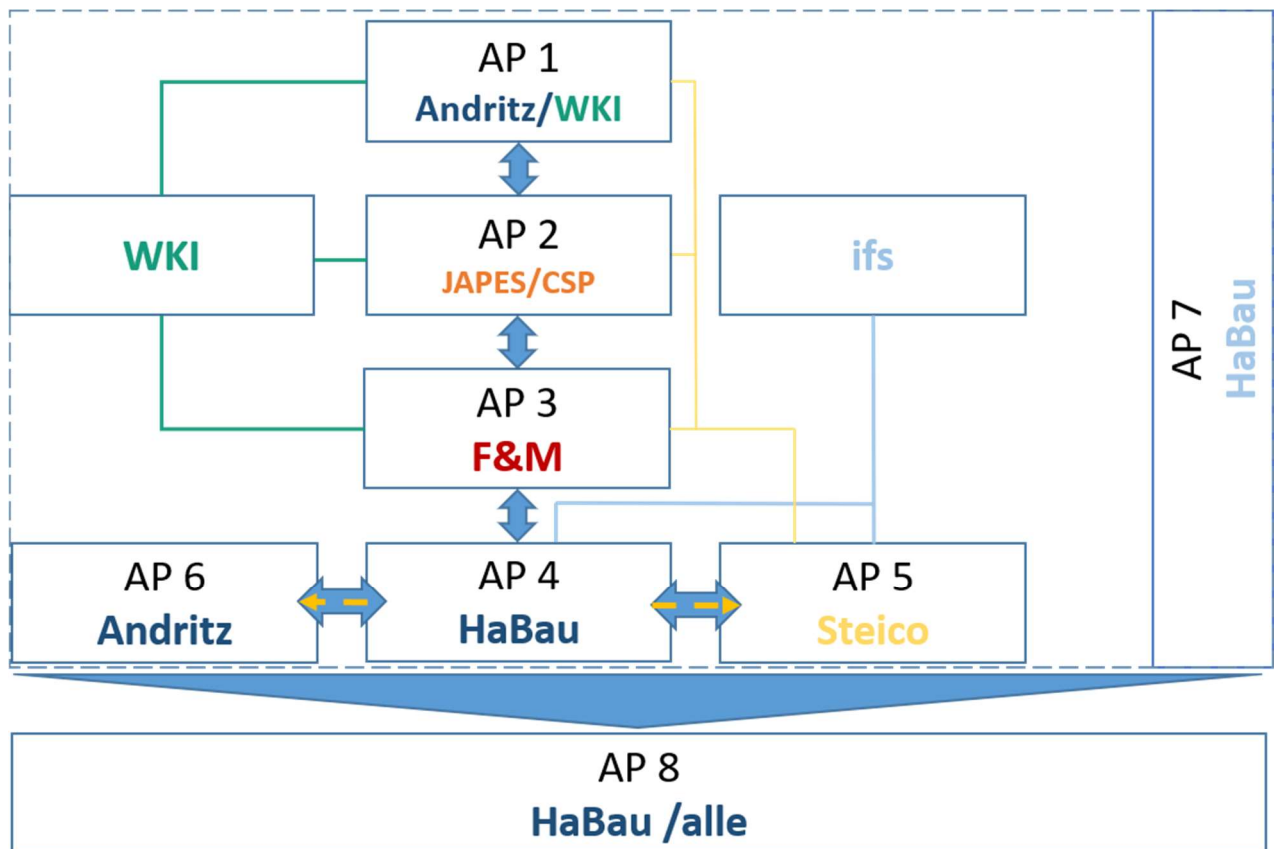 AP 1
Andritz/WKI
WKI
AP 2
JAPES/CSP
ifs
AP 3
F&M
AP 7
HaBau
AP 6
Andritz
AP 4
HaBau
AP 5
Steico
AP 8
HaBau /alle